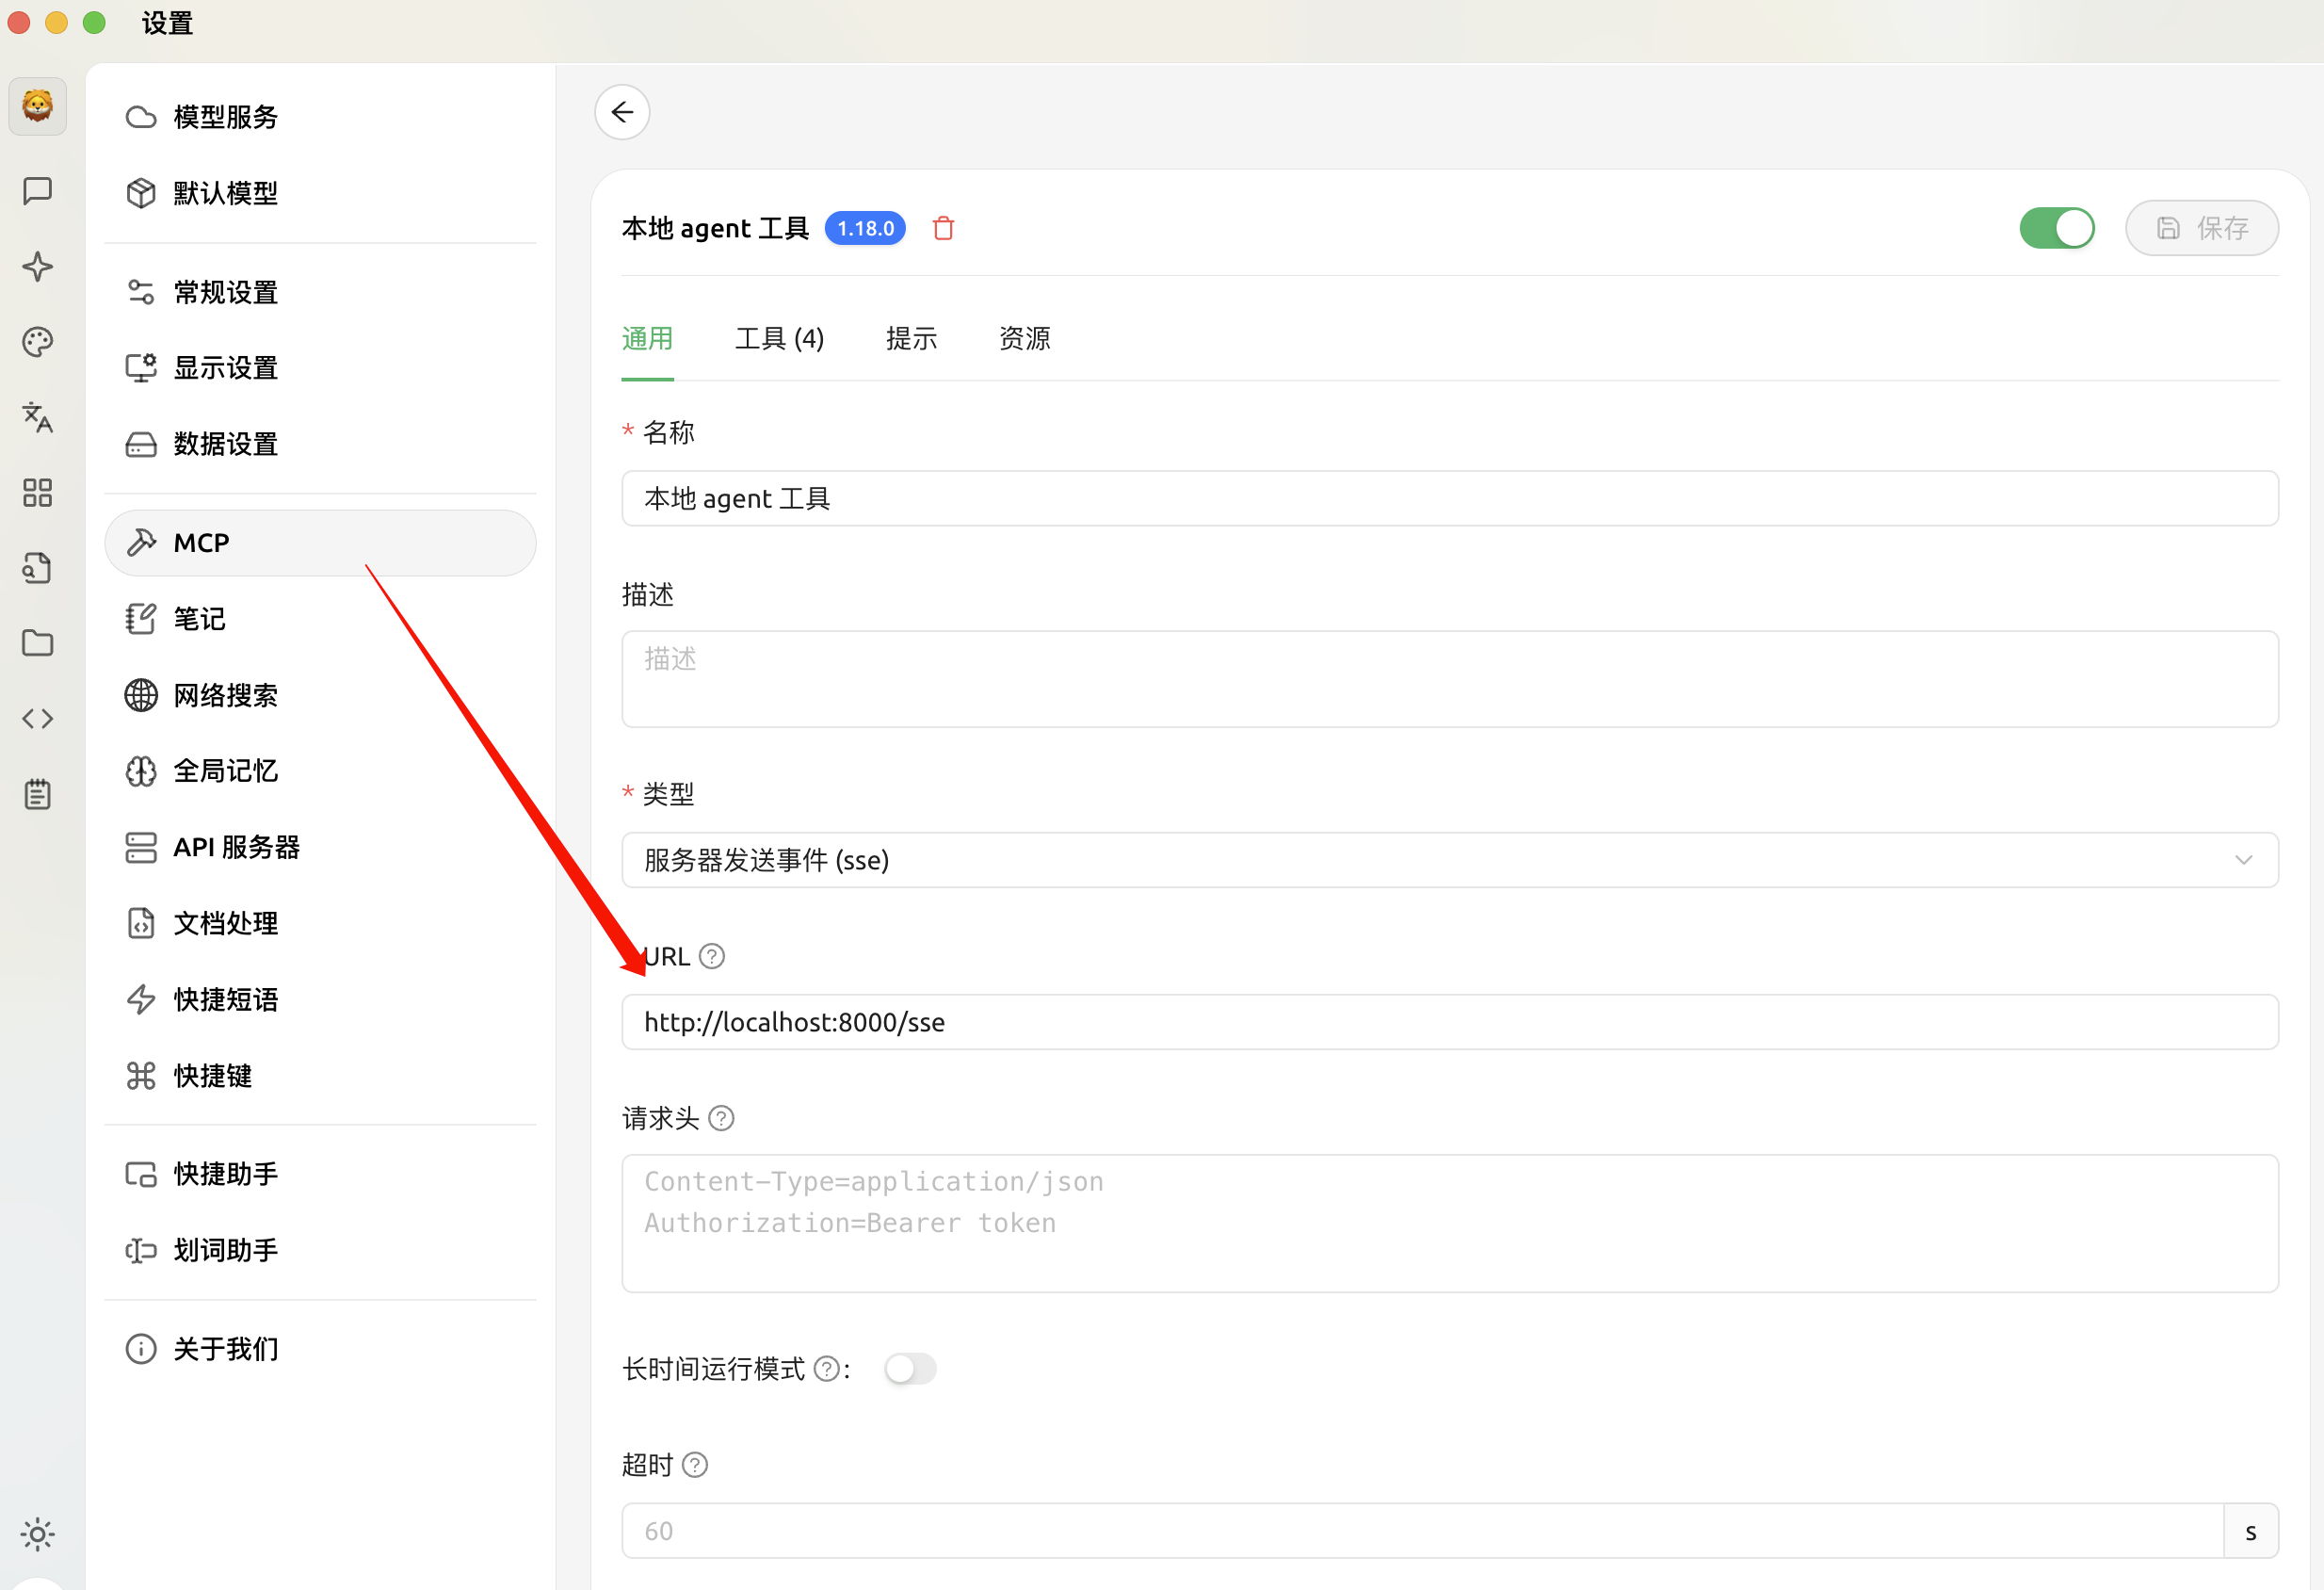 设置
模型服务
默认模型
常规设置
显示设置
数据设置
MCP
笔记
网络搜索
全局记忆
API 服务器
文档处理
快捷短语
快捷键
快捷助手
划词助手
关于我们
本地 agent 工具 1.18.0
保存
通用 工具 (4) 提示 资源
* 名称
本地 agent 工具
描述
描述
* 类型
服务器发送事件 (sse)
URL
http://localhost:8000/sse
请求头
Content-Type=application/json
Authorization=Bearer token
长时间运行模式 :
超时
60 s